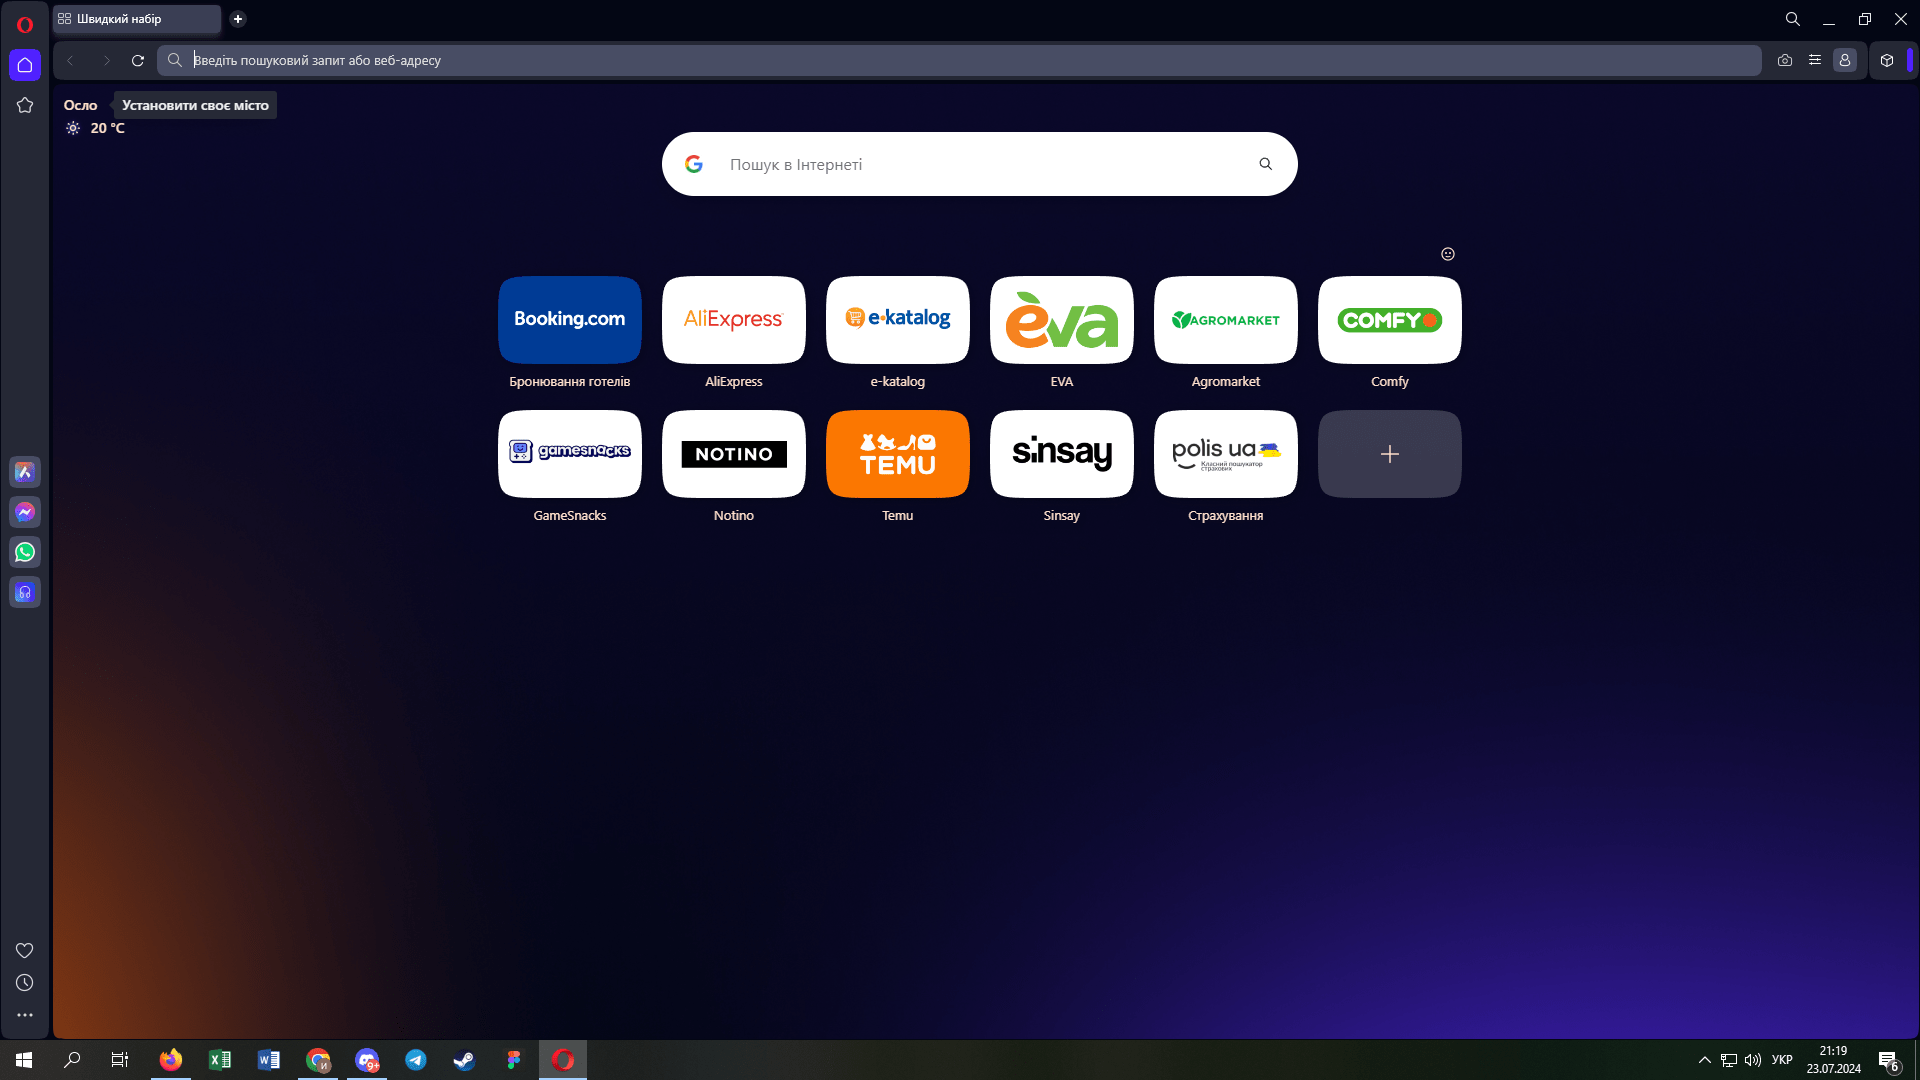 Швидкий набір
Введіть пошуковий запит або веб-адресу
Осло
Установити своє місто
20 °C
Пошук в Інтернеті
Booking.com
AliExpress
e-katalog
eva
AGROMARKET
COMFY
Бронювання готелів
AliExpress
e-katalog
EVA
Agromarket
Comfy
gamesnacks
NOTINO
TEMU
sinsay
polis ua
Класний пошукатор
страховик
GameSnacks
Notino
Temu
Sinsay
Страхування
9+
УКР
21:19
23.07.2024
6